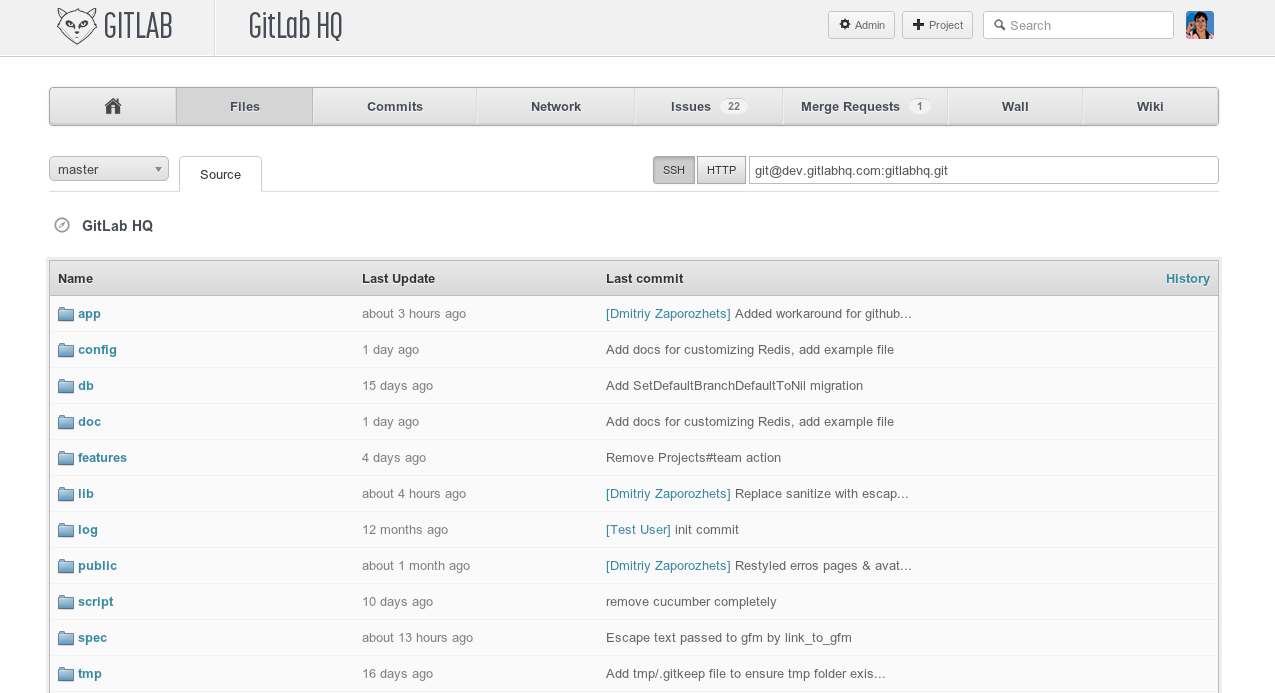 GITLAB GitLab HQ Admin Project Search
Files Commits Network Issues 22 Merge Requests 1 Wall Wiki
master Source SSH HTTP git@dev.gitlabhq.com:gitlabhq.git
GitLab HQ
Name Last Update Last commit History
app about 3 hours ago [Dmitriy Zaporozhets] Added workaround for github...
config 1 day ago Add docs for customizing Redis, add example file
db 15 days ago Add SetDefaultBranchDefaultToNil migration
doc 1 day ago Add docs for customizing Redis, add example file
features 4 days ago Remove Projects#team action
lib about 4 hours ago [Dmitriy Zaporozhets] Replace sanitize with escap...
log 12 months ago [Test User] init commit
public about 1 month ago [Dmitriy Zaporozhets] Restyled erros pages & avat...
script 10 days ago remove cucumber completely
spec about 13 hours ago Escape text passed to gfm by link_to_gfm
tmp 16 days ago Add tmp/.gitkeep file to ensure tmp folder exis...